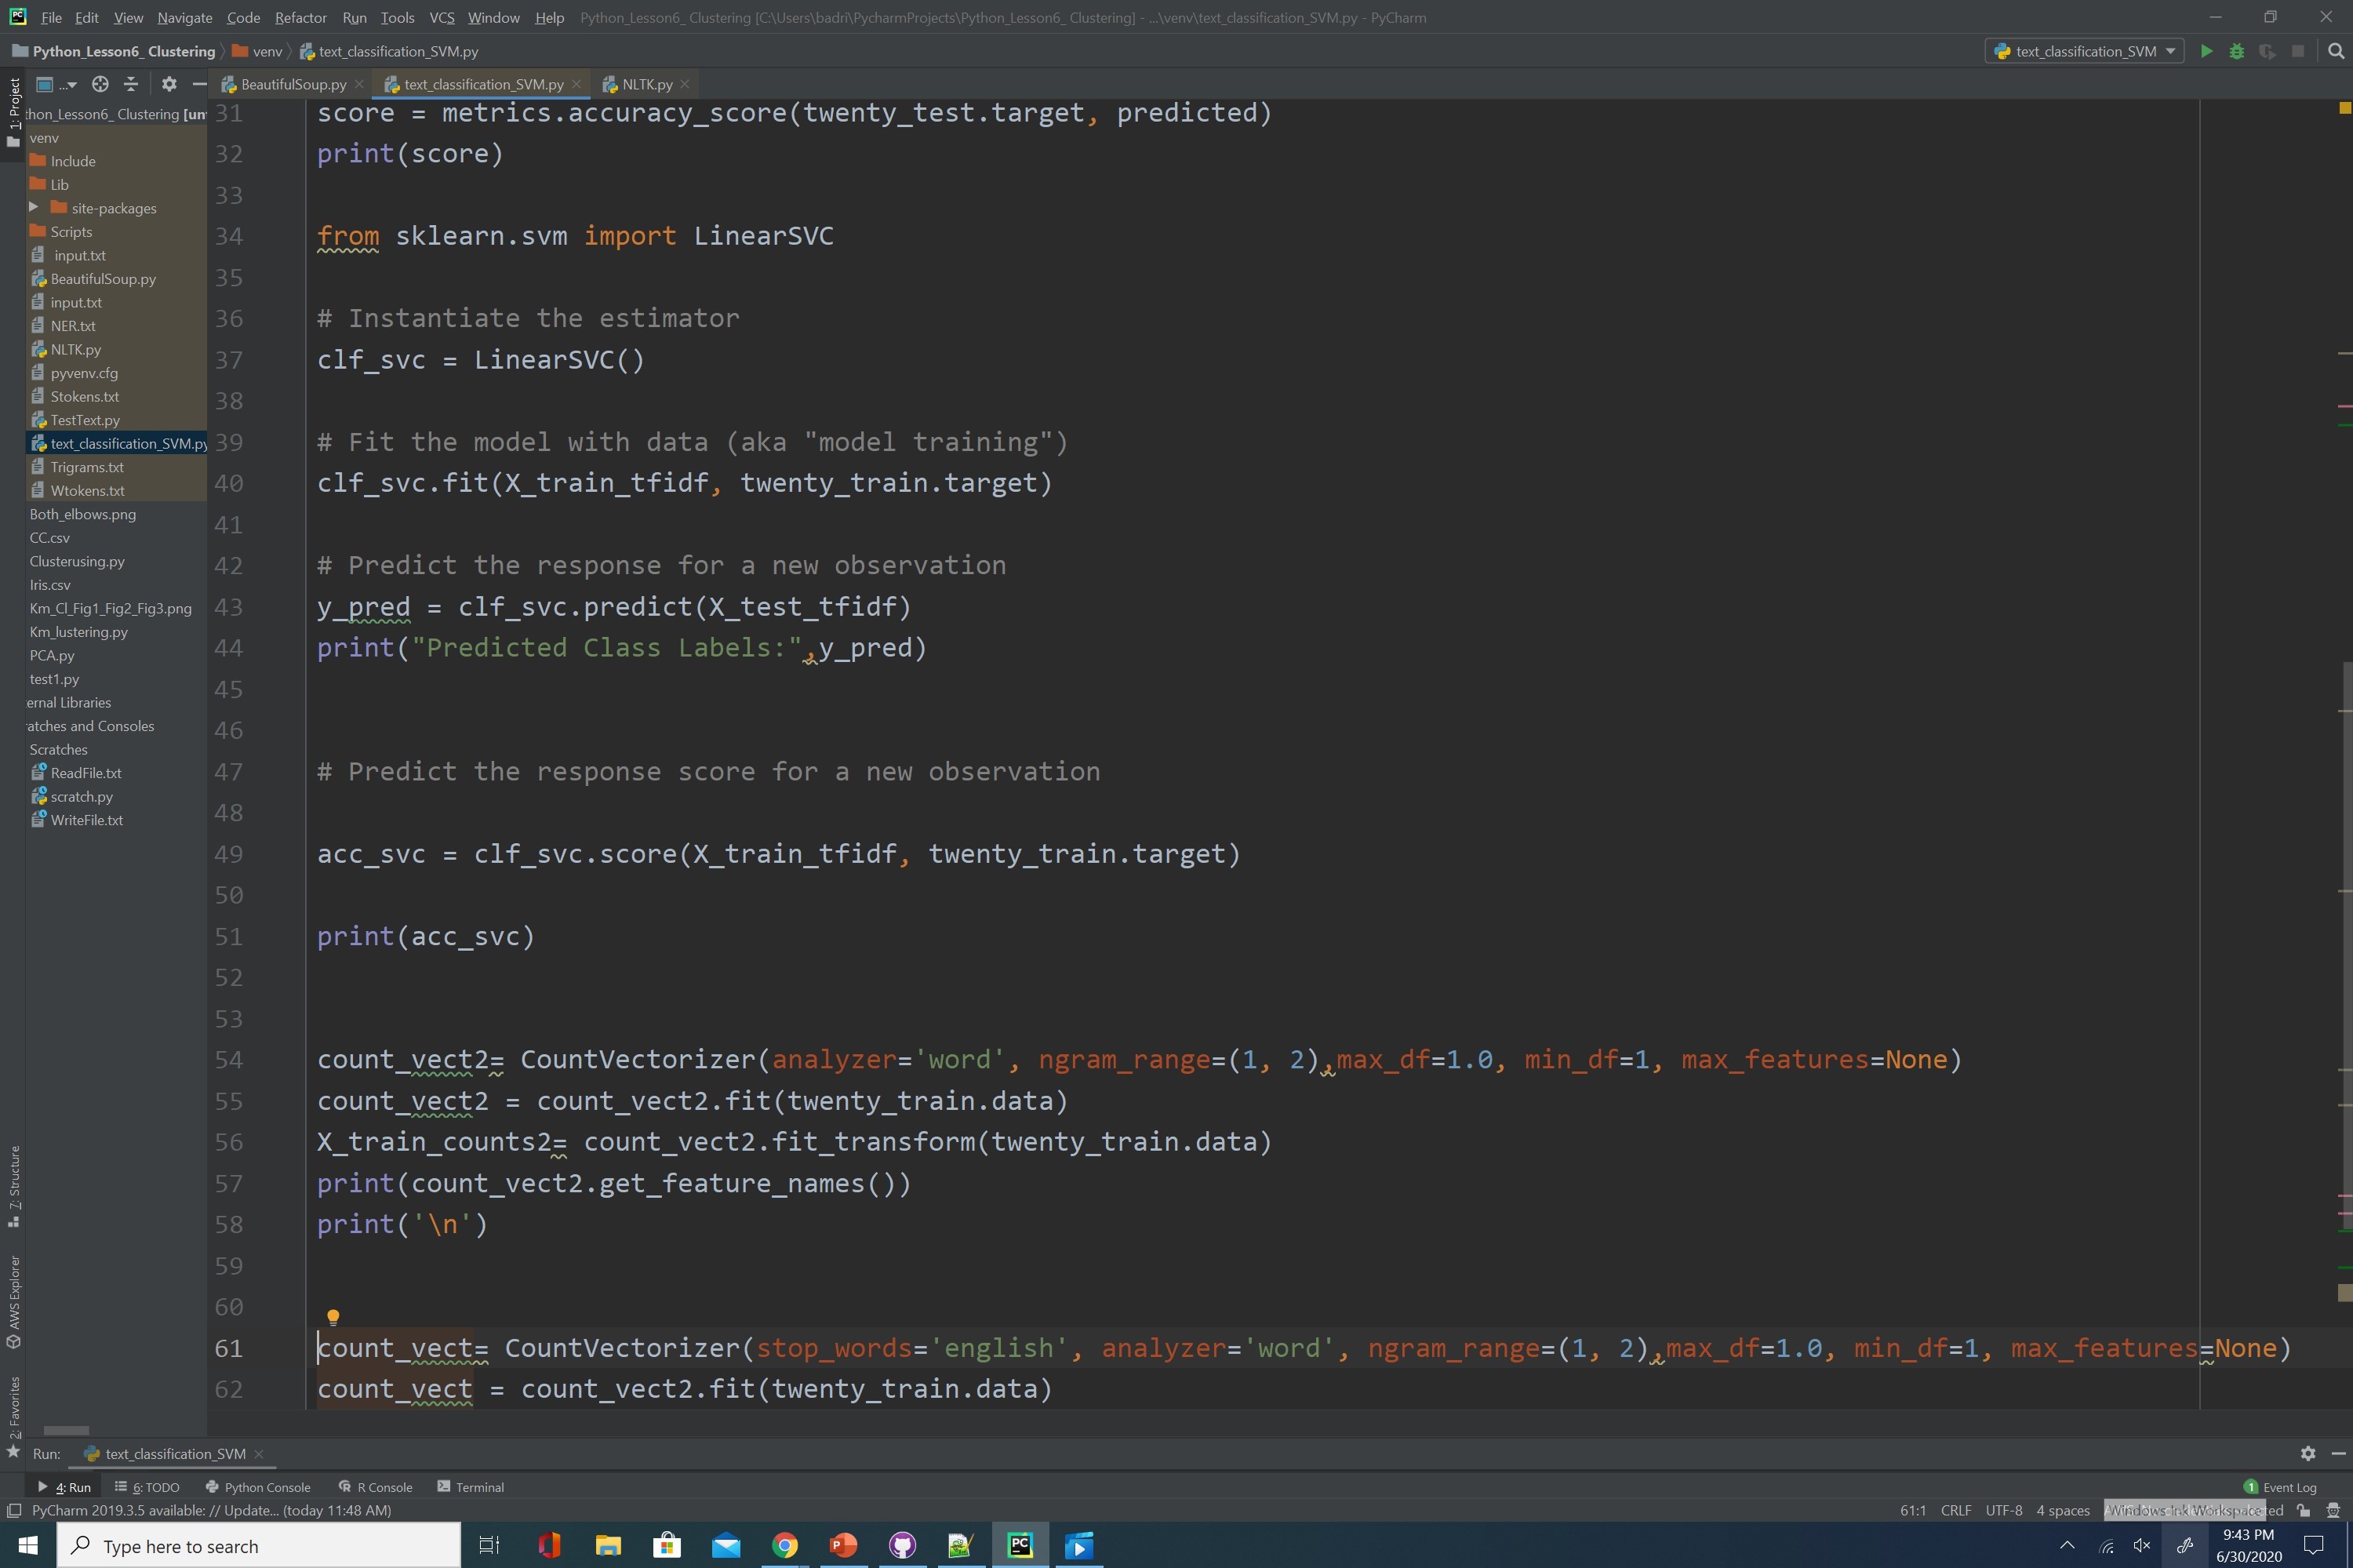 File Edit View Navigate Code Refactor Run Tools VCS Window Help Python_Lesson6_ Clustering [C:\Users\badri\PycharmProjects\Python_Lesson6_ Clustering] - ...\venv\text_classification_SVM.py - PyCharm
Python_Lesson6_ Clustering venv text_classification_SVM.py text_classification_SVM
1: Project
... BeautifulSoup.py text_classification_SVM.py NLTK.py
hon_Lesson6_ Clustering [un
venv
Include
Lib
site-packages
Scripts
input.txt
BeautifulSoup.py
input.txt
NER.txt
NLTK.py
pyvenv.cfg
Stokens.txt
TestText.py
text_classification_SVM.py
Trigrams.txt
Wtokens.txt
Both_elbows.png
CC.csv
Clusterusing.py
Iris.csv
Km_Cl_Fig1_Fig2_Fig3.png
Km_lustering.py
PCA.py
test1.py
ernal Libraries
atches and Consoles
Scratches
ReadFile.txt
scratch.py
WriteFile.txt
7: Structure
AWS Explorer
2: Favorites
31 score = metrics.accuracy_score(twenty_test.target, predicted)
32 print(score)
33
34 from sklearn.svm import LinearSVC
35
36 # Instantiate the estimator
37 clf_svc = LinearSVC()
38
39 # Fit the model with data (aka "model training")
40 clf_svc.fit(X_train_tfidf, twenty_train.target)
41
42 # Predict the response for a new observation
43 y_pred = clf_svc.predict(X_test_tfidf)
44 print("Predicted Class Labels:",y_pred)
45
46
47 # Predict the response score for a new observation
48
49 acc_svc = clf_svc.score(X_train_tfidf, twenty_train.target)
50
51 print(acc_svc)
52
53
54 count_vect2= CountVectorizer(analyzer='word', ngram_range=(1, 2),max_df=1.0, min_df=1, max_features=None)
55 count_vect2 = count_vect2.fit(twenty_train.data)
56 X_train_counts2= count_vect2.fit_transform(twenty_train.data)
57 print(count_vect2.get_feature_names())
58 print('\n')
59
60
61 count_vect= CountVectorizer(stop_words='english', analyzer='word', ngram_range=(1, 2),max_df=1.0, min_df=1, max_features=None)
62 count_vect = count_vect2.fit(twenty_train.data)
Run: text_classification_SVM
4: Run 6: TODO Python Console R Console Terminal 1 Event Log
PyCharm 2019.3.5 available: // Update... (today 11:48 AM) 61:1 CRLF UTF-8 4 spaces Windows Ink Workspace
Type here to search
9:43 PM
6/30/2020